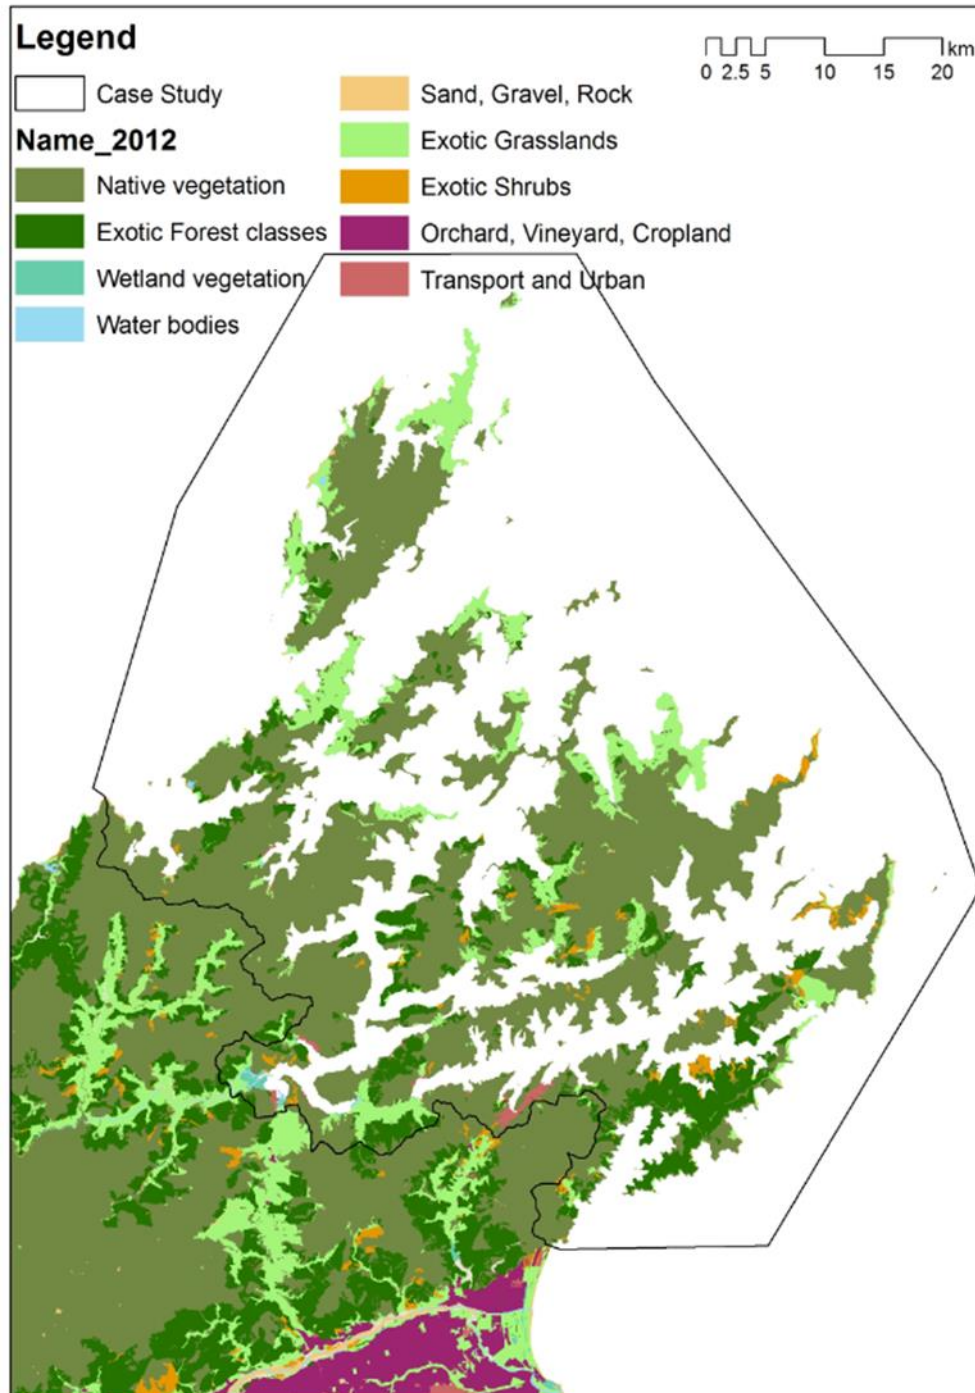 Legend
Case Study
Name_2012
Native vegetation
Exotic Forest classes
Wetland vegetation
Water bodies
Sand, Gravel, Rock
Exotic Grasslands
Exotic Shrubs
Orchard, Vineyard, Cropland
Transport and Urban
km
0 2.5 5 10 15 20